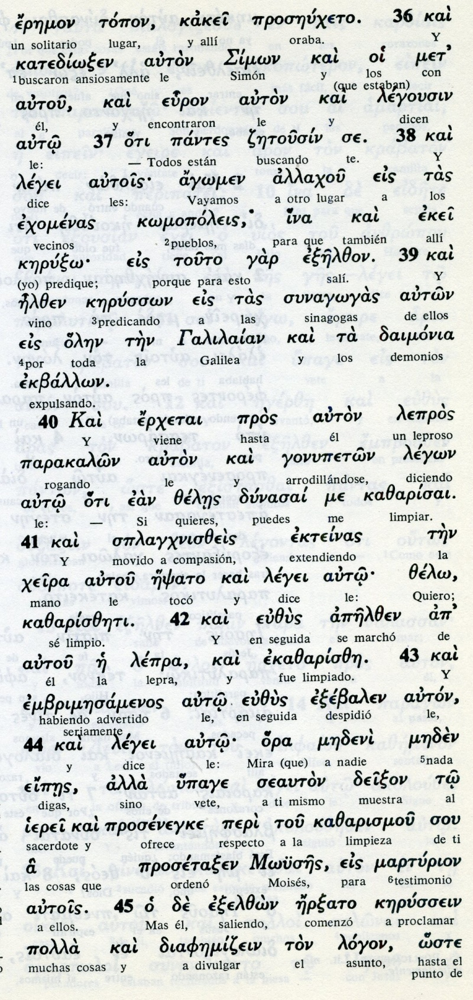 ἔρημον τόπον, κἀκεῖ προσηύχετο. 36 καὶ
un solitario lugar, y allí oraba. Y
κατεδίωξεν αὐτὸν Σίμων καὶ οἱ μετ’
1buscaron ansiosamente le Simón y los con
(que estaban)
αὐτοῦ, καὶ εὗρον αὐτὸν καὶ λέγουσιν
él, y encontraron le y dicen
αὐτῷ 37 ὅτι πάντες ζητοῦσίν σε. 38 καὶ
le: — Todos están buscando te. Y
λέγει αὐτοῖς· ἄγωμεν ἀλλαχοῦ εἰς τὰς
dice les: Vayamos a otro lugar a los
ἐχομένας κωμοπόλεις, ἵνα καὶ ἐκεῖ
vecinos 2pueblos, para que también allí
κηρύξω· εἰς τοῦτο γὰρ ἐξῆλθον. 39 καὶ
(yo) predique; porque para esto salí. Y
ἦλθεν κηρύσσων εἰς τὰς συναγωγὰς αὐτῶν
vino 3predicando a las sinagogas de ellos
εἰς ὅλην τὴν Γαλιλαίαν καὶ τὰ δαιμόνια
4por toda la Galilea y los demonios
ἐκβάλλων.
expulsando.
40 Καὶ ἔρχεται πρὸς αὐτὸν λεπρὸς
Y viene hasta él un leproso
παρακαλῶν αὐτὸν καὶ γονυπετῶν λέγων
rogando le y arrodillándose, diciendo
αὐτῷ ὅτι ἐὰν θέλῃς δύνασαί με καθαρίσαι.
le: — Si quieres, puedes me limpiar.
41 καὶ σπλαγχνισθεὶς ἐκτείνας τὴν
Y movido a compasión, extendiendo la
χεῖρα αὐτοῦ ἥψατο καὶ λέγει αὐτῷ· θέλω,
mano le tocó y dice le: Quiero;
καθαρίσθητι. 42 καὶ εὐθὺς ἀπῆλθεν ἀπ’
sé limpio. Y en seguida se marchó de
αὐτοῦ ἡ λέπρα, καὶ ἐκαθαρίσθη. 43 καὶ
él la lepra, y fue limpiado. Y
ἐμβριμησάμενος αὐτῷ εὐθὺς ἐξέβαλεν αὐτόν,
habiendo advertido le, en seguida despidió le,
seriamente
44 καὶ λέγει αὐτῷ· ὅρα μηδενὶ μηδὲν
y dice le: Mira (que) a nadie 5nada
εἴπῃς, ἀλλὰ ὕπαγε σεαυτὸν δεῖξον τῷ
digas, sino vete, a ti mismo muestra al
ἱερεῖ καὶ προσένεγκε περὶ τοῦ καθαρισμοῦ σου
sacerdote y ofrece respecto a la limpieza de ti
ἃ προσέταξεν Μωϋσῆς, εἰς μαρτύριον
las cosas que ordenó Moisés, para 6testimonio
αὐτοῖς. 45 ὁ δὲ ἐξελθὼν ἤρξατο κηρύσσειν
a ellos. Mas él, saliendo, comenzó a proclamar
πολλὰ καὶ διαφημίζειν τὸν λόγον, ὥστε
muchas cosas y a divulgar el asunto, hasta el
punto de